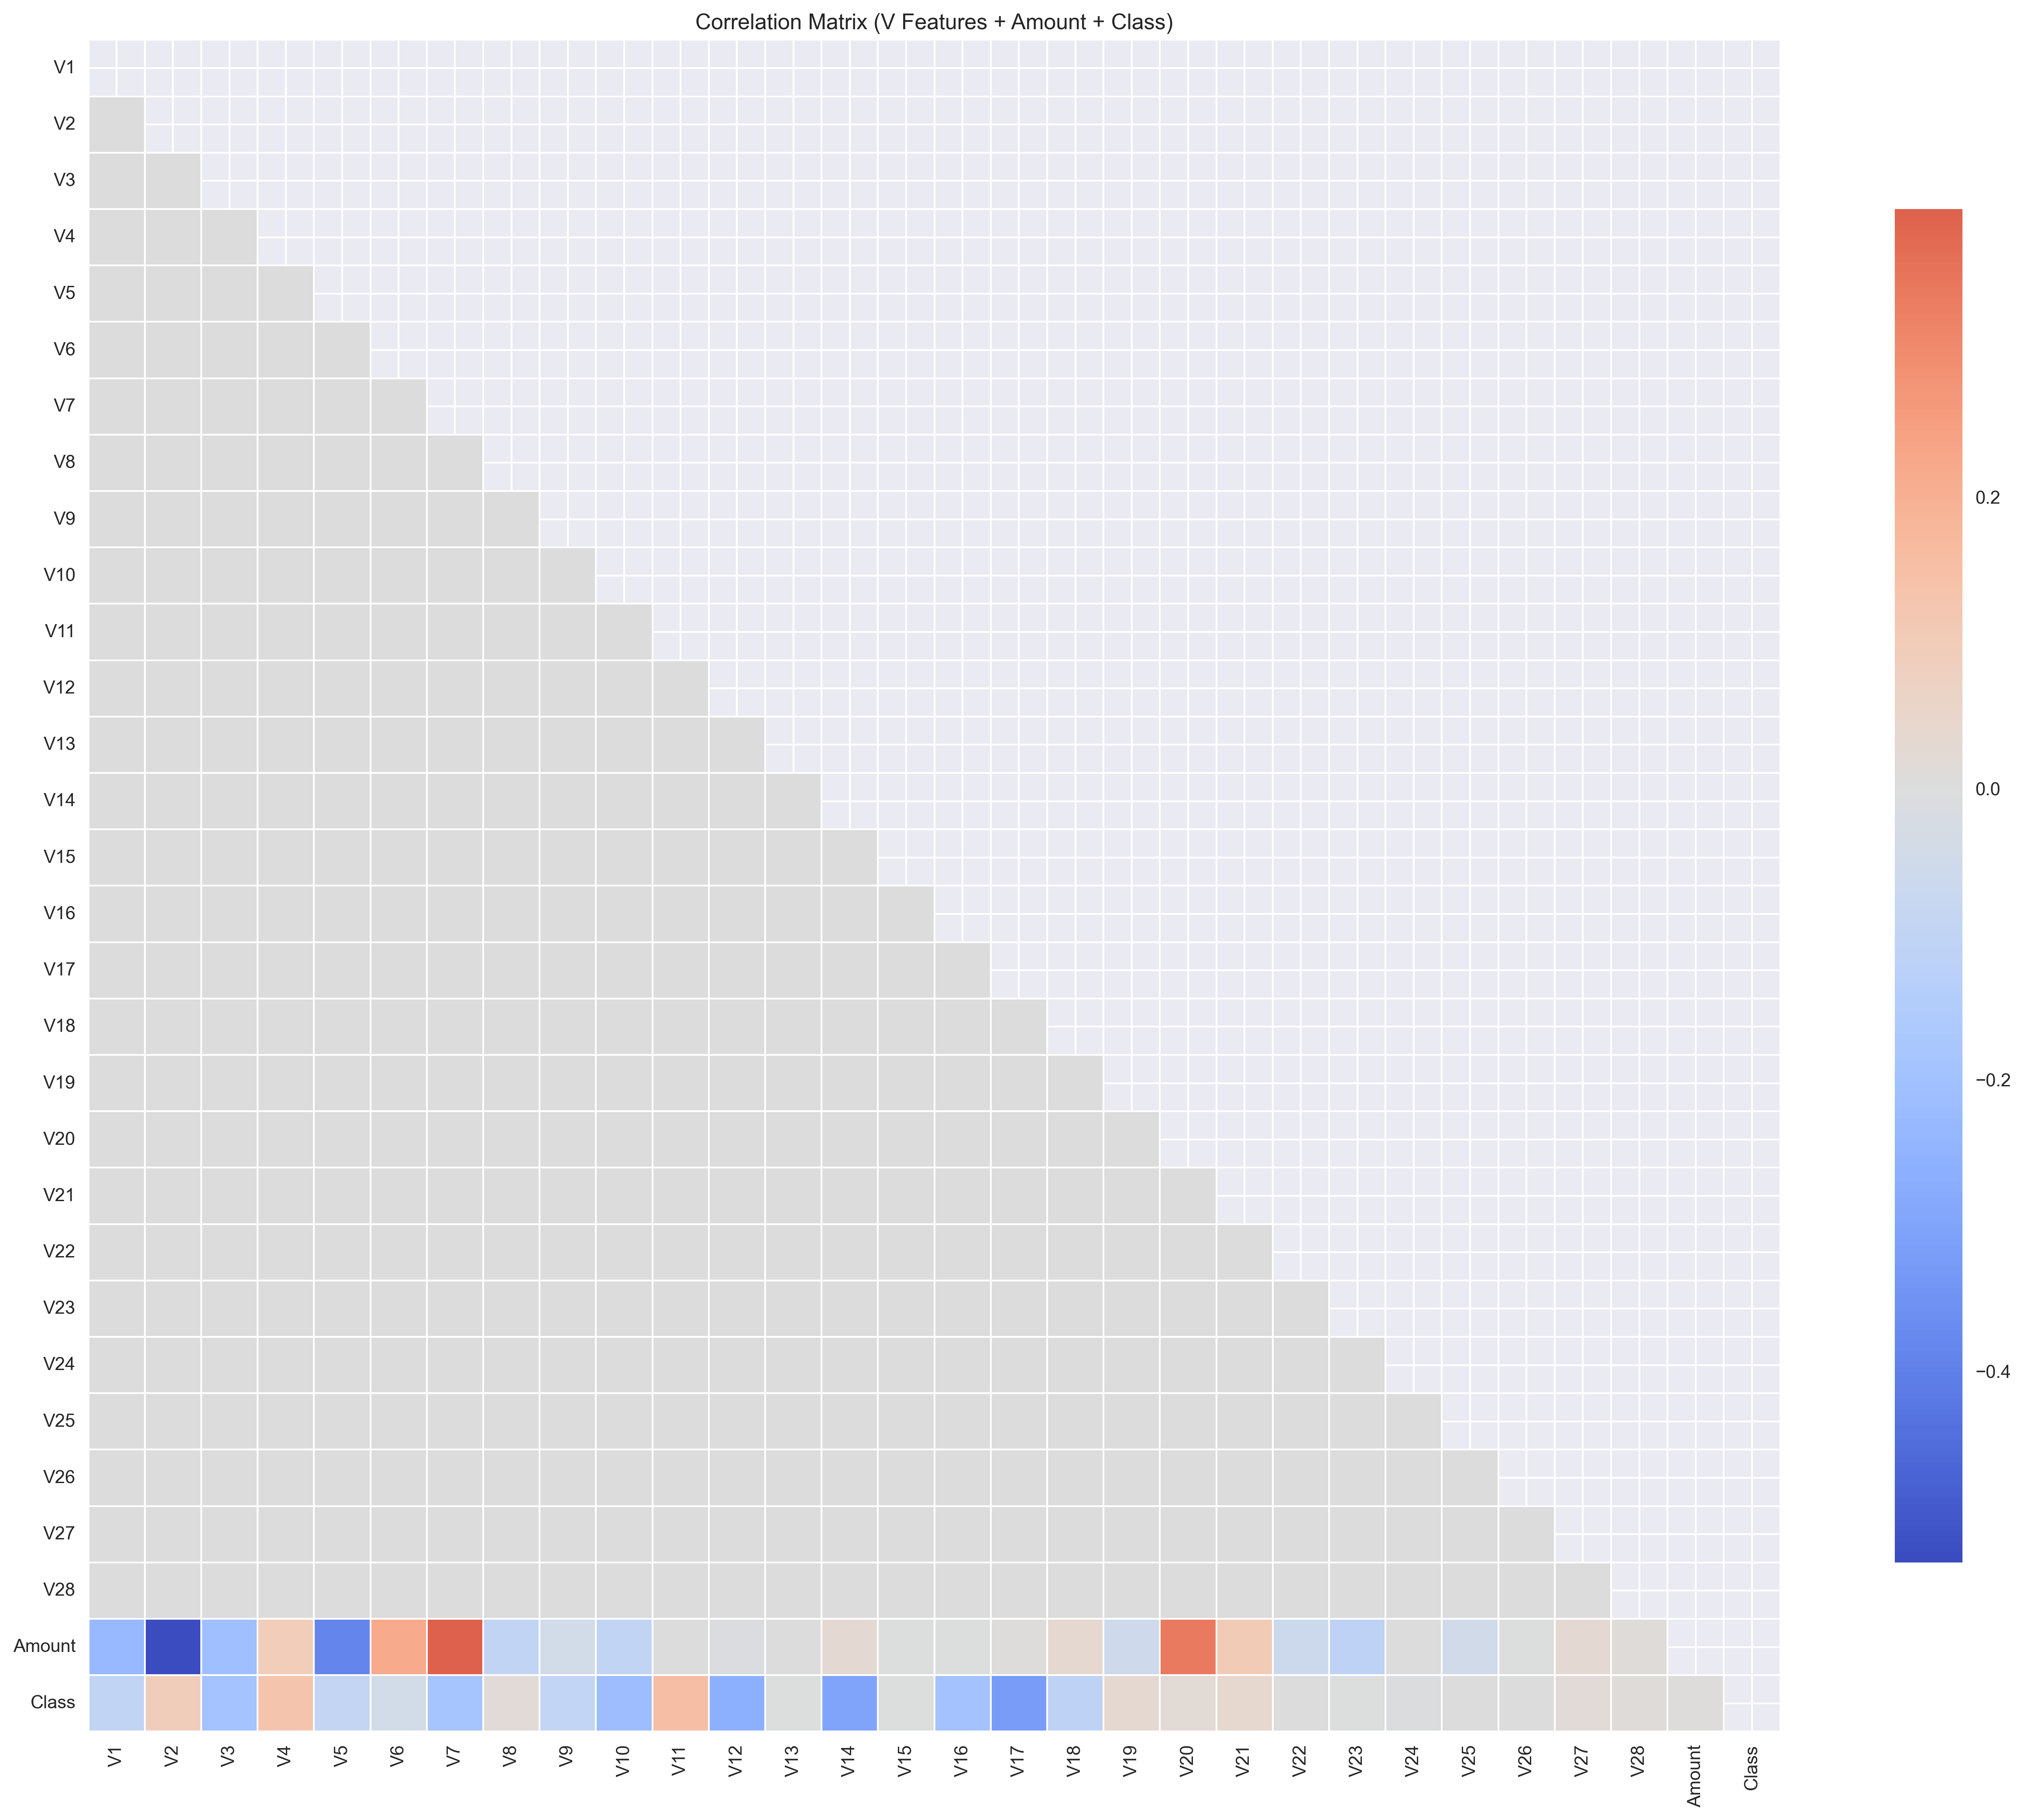 Correlation Matrix (V Features + Amount + Class)
V1
V2
V3
V4
V5
V6
V7
V8
V9
V10
V11
V12
V13
V14
V15
V16
V17
V18
V19
V20
V21
V22
V23
V24
V25
V26
V27
V28
Amount
Class
V1 V2 V3 V4 V5 V6 V7 V8 V9 V10 V11 V12 V13 V14 V15 V16 V17 V18 V19 V20 V21 V22 V23 V24 V25 V26 V27 V28 Amount Class
0.2
0.0
−0.2
−0.4